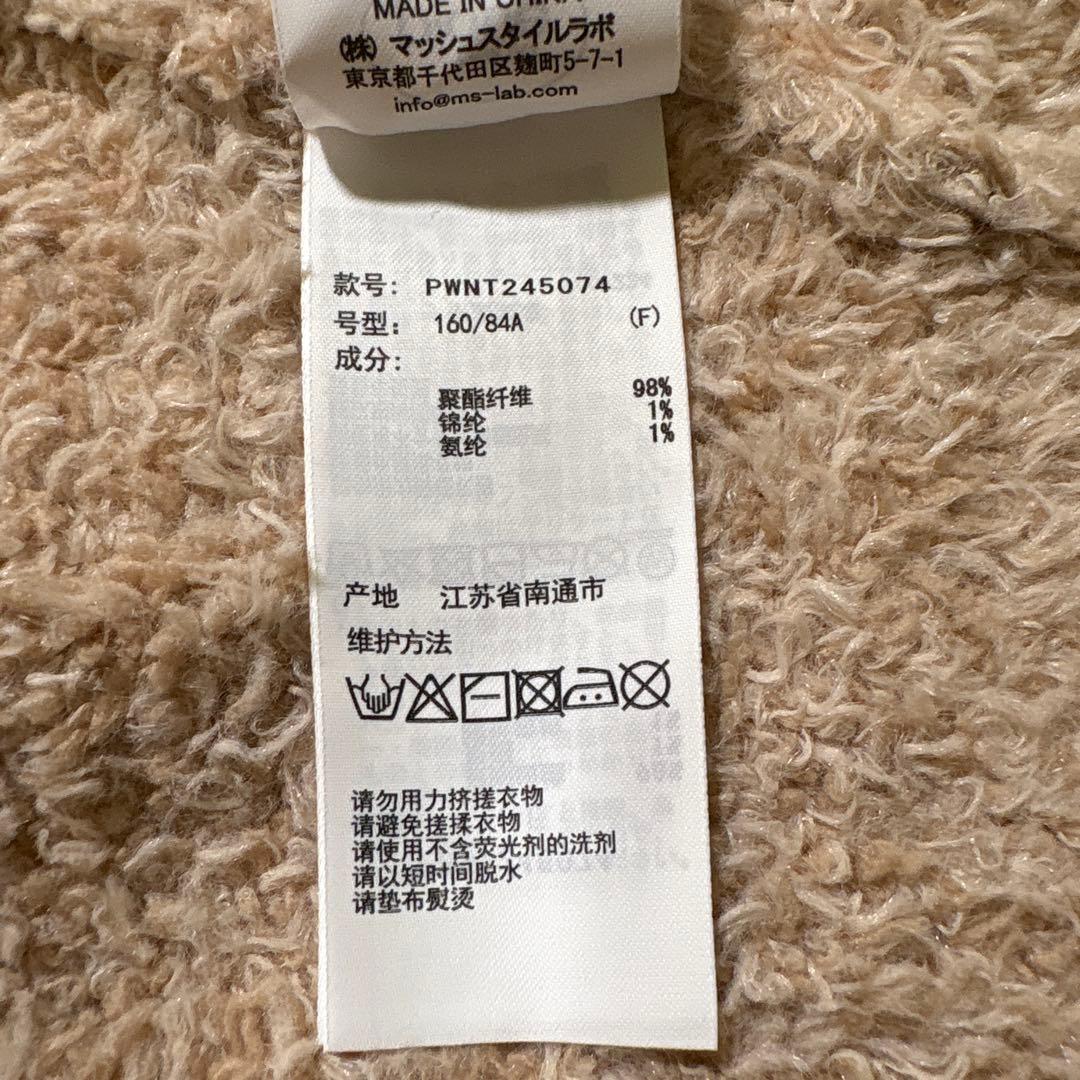 MADE IN CHINA
(株) マッシュスタイルラボ
東京都千代田区麹町5-7-1
info@ms-lab.com
款号: PWNT245074
号型: 160/84A (F)
成分:
聚酯纤维 98%
锦纶 1%
氨纶 1%
产地 江苏省南通市
维护方法
请勿用力挤搓衣物
请避免搓揉衣物
请使用不含荧光剂的洗剂
请以短时间脱水
请垫布熨烫